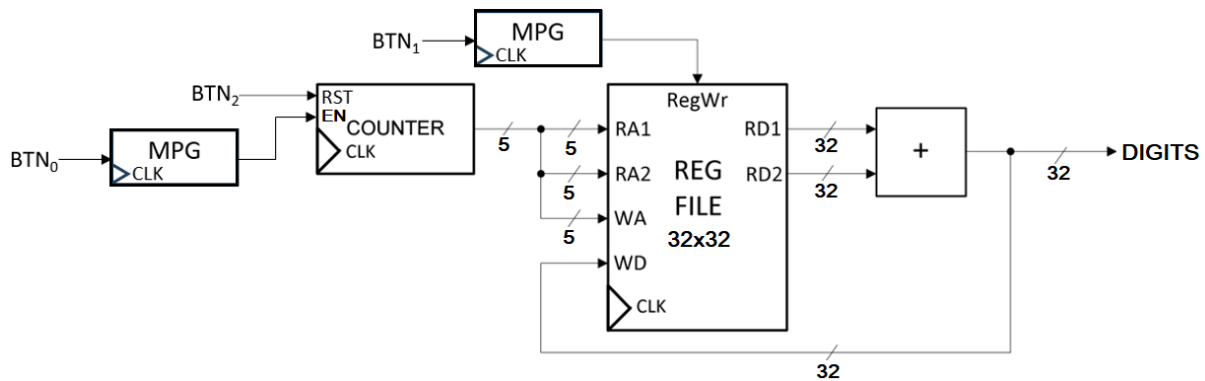 BTN1
MPG
CLK
BTN2
RST
EN
COUNTER
CLK
BTN0
MPG
CLK
5
5
5
5
RegWr
RA1
RD1
RA2
RD2
WA
WD
REG
FILE
32x32
CLK
32
32
+
32
DIGITS
32